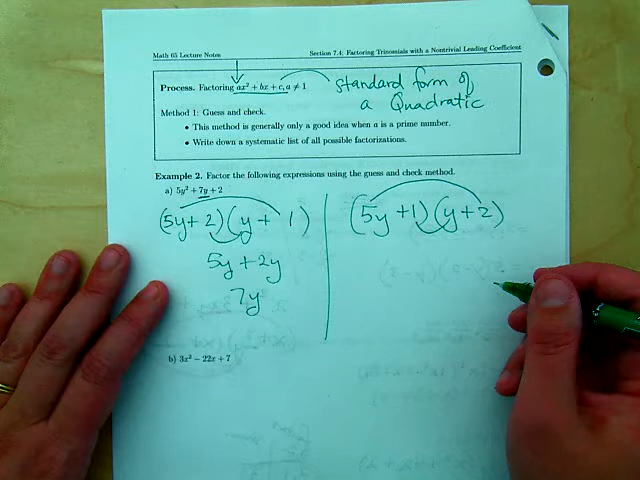 Math 65 Lecture Notes Section 7.4: Factoring Trinomials with a Nontrivial Leading Coefficient
Process. Factoring ax² + bx + c, a ≠ 1 standard form of
a Quadratic
Method 1: Guess and check.
• This method is generally only a good idea when a is a prime number.
• Write down a systematic list of all possible factorizations.
Example 2. Factor the following expressions using the guess and check method.
a) 5y² + 7y + 2
(5y + 2)(y + 1) (5y + 1)(y + 2)
5y + 2y
7y
b) 3x² − 22x + 7